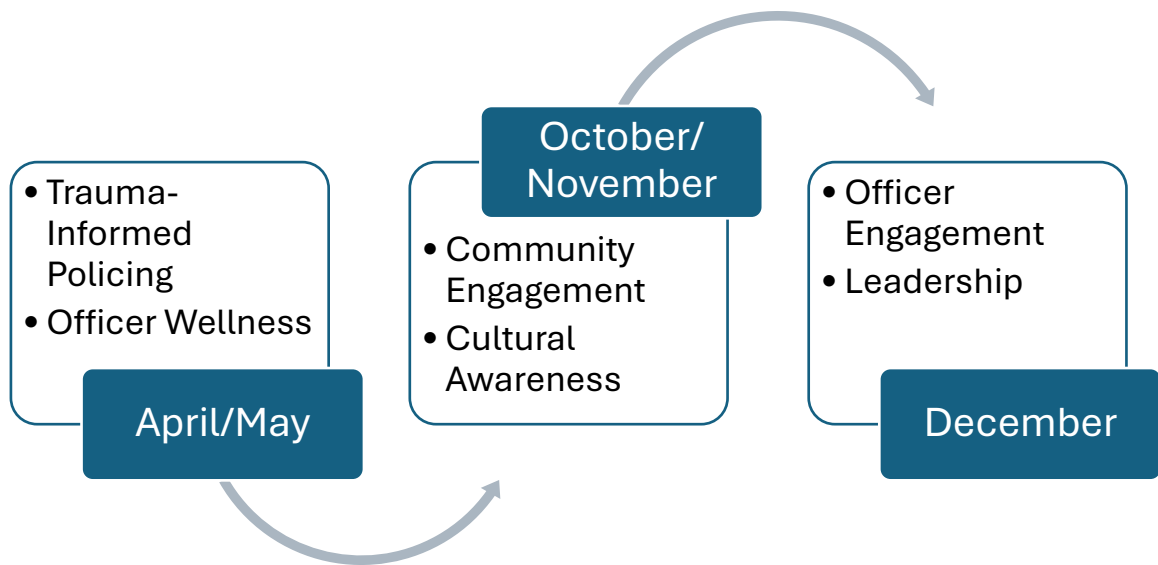 • Trauma-
Informed
Policing
• Officer Wellness
April/May
October/
November
• Community
Engagement
• Cultural
Awareness
• Officer
Engagement
• Leadership
December